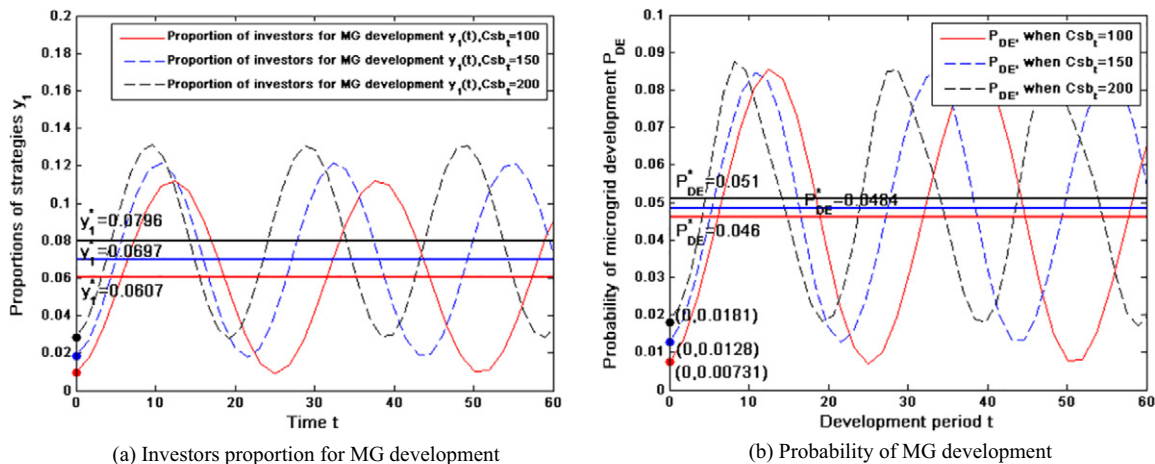 0.2
0.18
0.16
0.14
0.12
0.1
0.08
0.06
0.04
0.02
0
Proportions of strategies y₁
Proportion of investors for MG development y₁(t),Csbₜ=100
Proportion of investors for MG development y₁(t),Csbₜ=150
Proportion of investors for MG development y₁(t),Csbₜ=200
y₁*=0.0796
y₁*=0.0697
y₁*=0.0607
0 10 20 30 40 50 60
Time t
(a) Investors proportion for MG development
0.1
0.09
0.08
0.07
0.06
0.05
0.04
0.03
0.02
0.01
0
Probability of microgrid development P_DE
P_DE, when Csbₜ=100
P_DE, when Csbₜ=150
P_DE, when Csbₜ=200
P*_DE=0.051
P*_DE=0.0484
P*_DE=0.046
(0,0.0181)
(0,0.0128)
(0,0.00731)
0 10 20 30 40 50 60
Development period t
(b) Probability of MG development